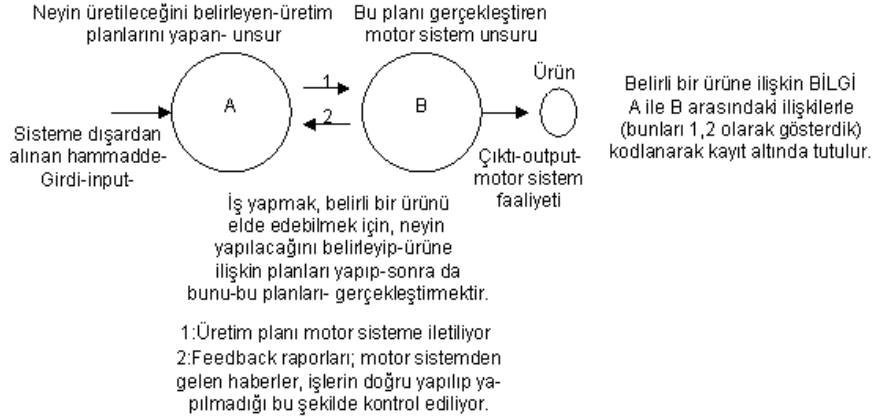 Neyin üretileceğini belirleyen-üretim
planlarını yapan- unsur
Bu planı gerçekleştiren
motor sistem unsuru
A
1
2
B
Ürün
Sisteme dışardan
alınan hammadde-
Girdi-input-
Çıktı-output-
motor sistem
faaliyeti
Belirli bir ürüne ilişkin BİLGİ
A ile B arasındaki ilişkilerle
(bunları 1,2 olarak gösterdik)
kodlanarak kayıt altında tutulur.
İş yapmak, belirli bir ürünü
elde edebilmek için, neyin
yapılacağını belirleyip-ürüne
ilişkin planları yapıp-sonra da
bunu-bu planları- gerçekleştirmektir.
1:Üretim planı motor sisteme iletiliyor
2:Feedback raporları; motor sistemden
gelen haberler, işlerin doğru yapılıp ya-
pılmadığı bu şekilde kontrol ediliyor.